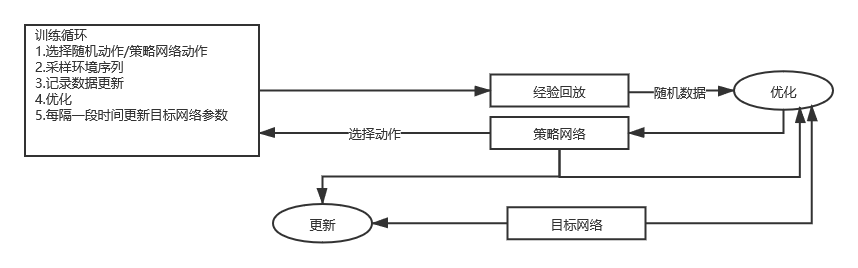 训练循环
1.选择随机动作/策略网络动作
2.采样环境序列
3.记录数据更新
4.优化
5.每隔一段时间更新目标网络参数
经验回放
随机数据
优化
选择动作
策略网络
更新
目标网络